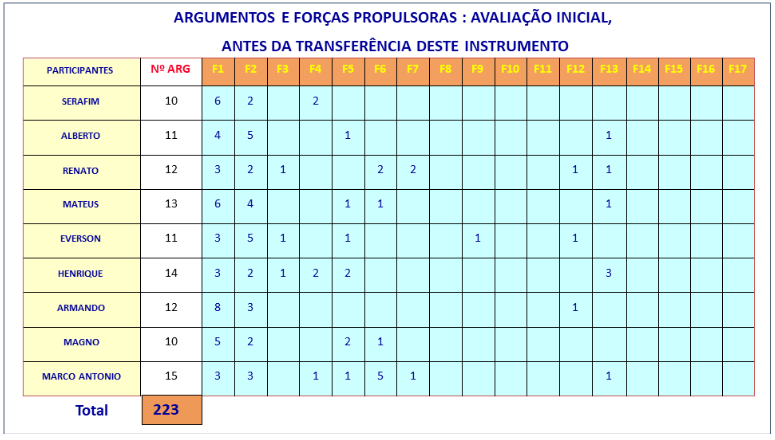 ARGUMENTOS E FORÇAS PROPULSORAS : AVALIAÇÃO INICIAL,
ANTES DA TRANSFERÊNCIA DESTE INSTRUMENTO
PARTICIPANTES Nº ARG F1 F2 F3 F4 F5 F6 F7 F8 F9 F10 F11 F12 F13 F14 F15 F16 F17
SERAFIM 10 6 2 2
ALBERTO 11 4 5 1 1
RENATO 12 3 2 1 2 2 1 1
MATEUS 13 6 4 1 1 1
EVERSON 11 3 5 1 1 1 1
HENRIQUE 14 3 2 1 2 2 3
ARMANDO 12 8 3 1
MAGNO 10 5 2 2 1
MARCO ANTONIO 15 3 3 1 1 5 1 1
Total 223